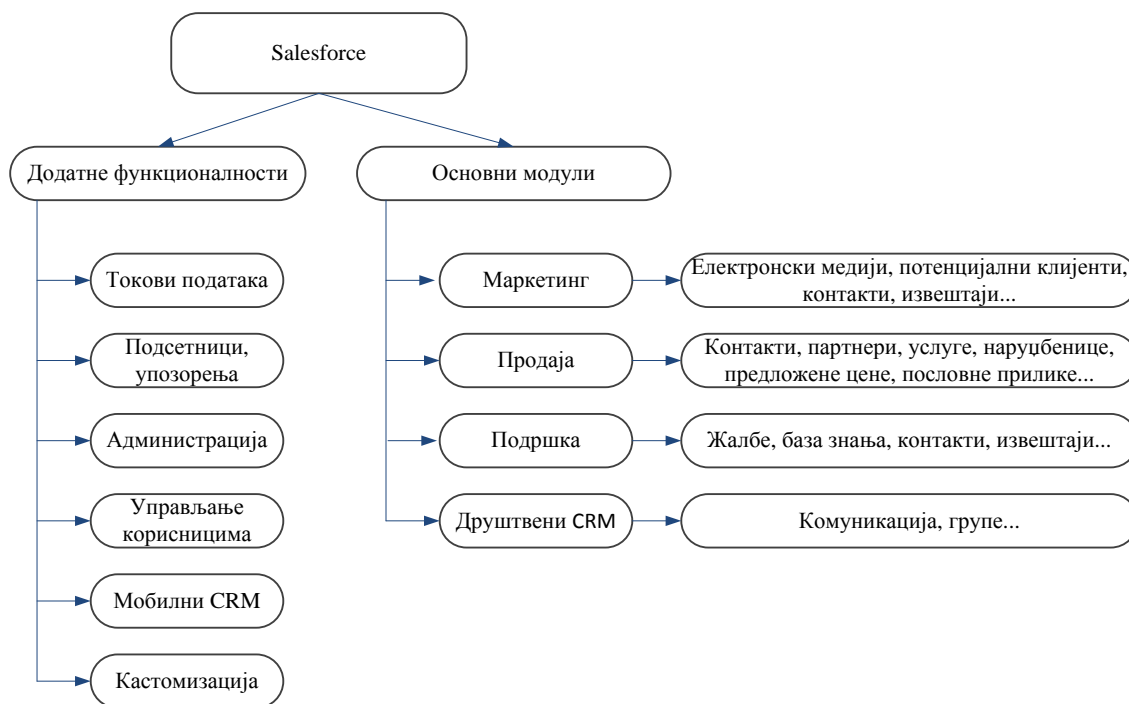 Salesforce
Додатне функционалности
Основни модули
Токови података
Подсетници,
упозорења
Администрација
Управљање
корисницима
Мобилни CRM
Кастомизација
Маркетинг
Електронски медији, потенцијални клијенти,
контакти, извештаји...
Продаја
Контакти, партнери, услуге, наруџбенице,
предложене цене, пословне прилике...
Подршка
Жалбе, база знања, контакти, извештаји...
Друштвени CRM
Комуникација, групе...